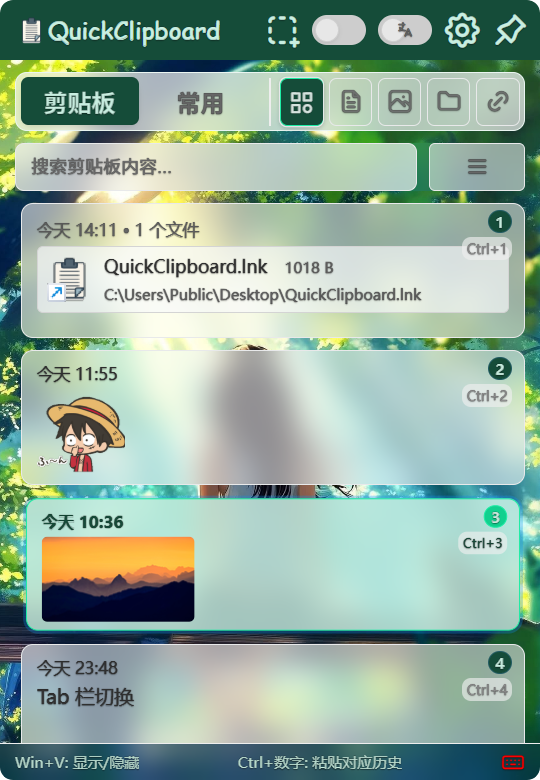 QuickClipboard
剪贴板 常用
搜索剪贴板内容...
今天 14:11 • 1 个文件
1
Ctrl+1
QuickClipboard.lnk 1018 B
C:\Users\Public\Desktop\QuickClipboard.lnk
今天 11:55
2
Ctrl+2
ふぃ〜ん
今天 10:36
3
Ctrl+3
今天 23:48
4
Ctrl+4
Tab 栏切换
Win+V: 显示/隐藏 Ctrl+数字: 粘贴对应历史